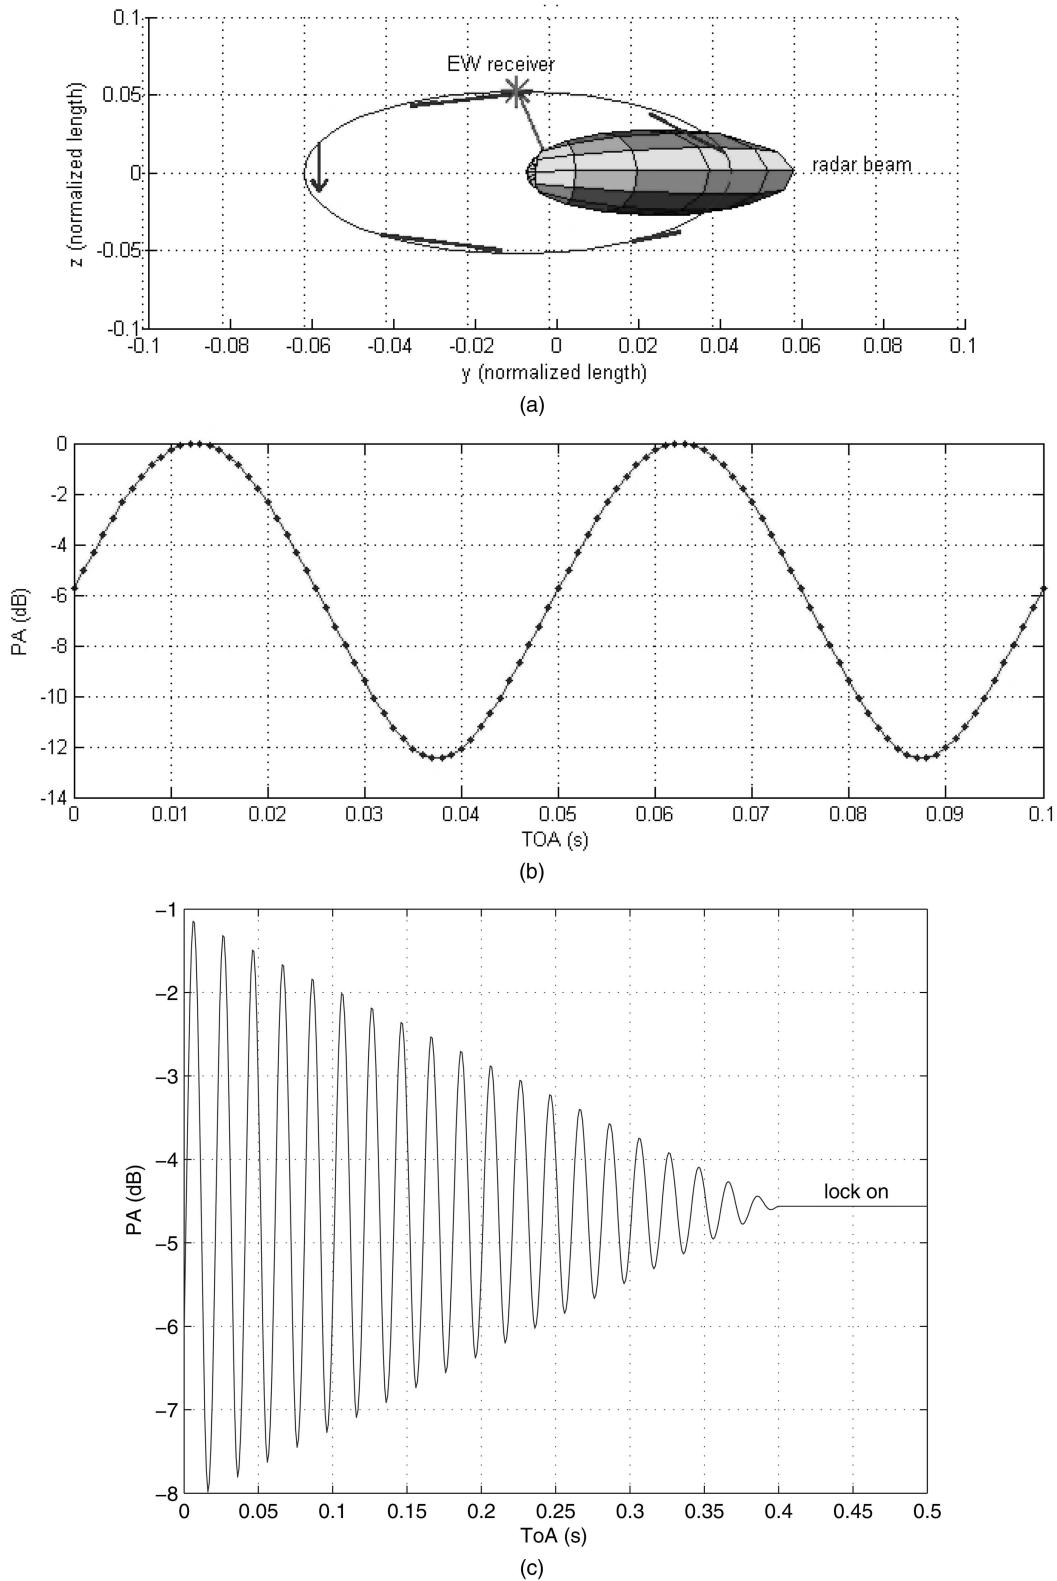 0.1
EW receiver
0.05
z (normalized length)
0
radar beam
-0.05
-0.1
-0.1 -0.08 -0.06 -0.04 -0.02 0 0.02 0.04 0.06 0.08 0.1
y (normalized length)
(a)
0
-2
-4
PA (dB)
-6
-8
-10
-12
-14
0 0.01 0.02 0.03 0.04 0.05 0.06 0.07 0.08 0.09 0.1
TOA (s)
(b)
−1
−2
−3
−4
PA (dB)
lock on
−5
−6
−7
−8
0 0.05 0.1 0.15 0.2 0.25 0.3 0.35 0.4 0.45 0.5
ToA (s)
(c)